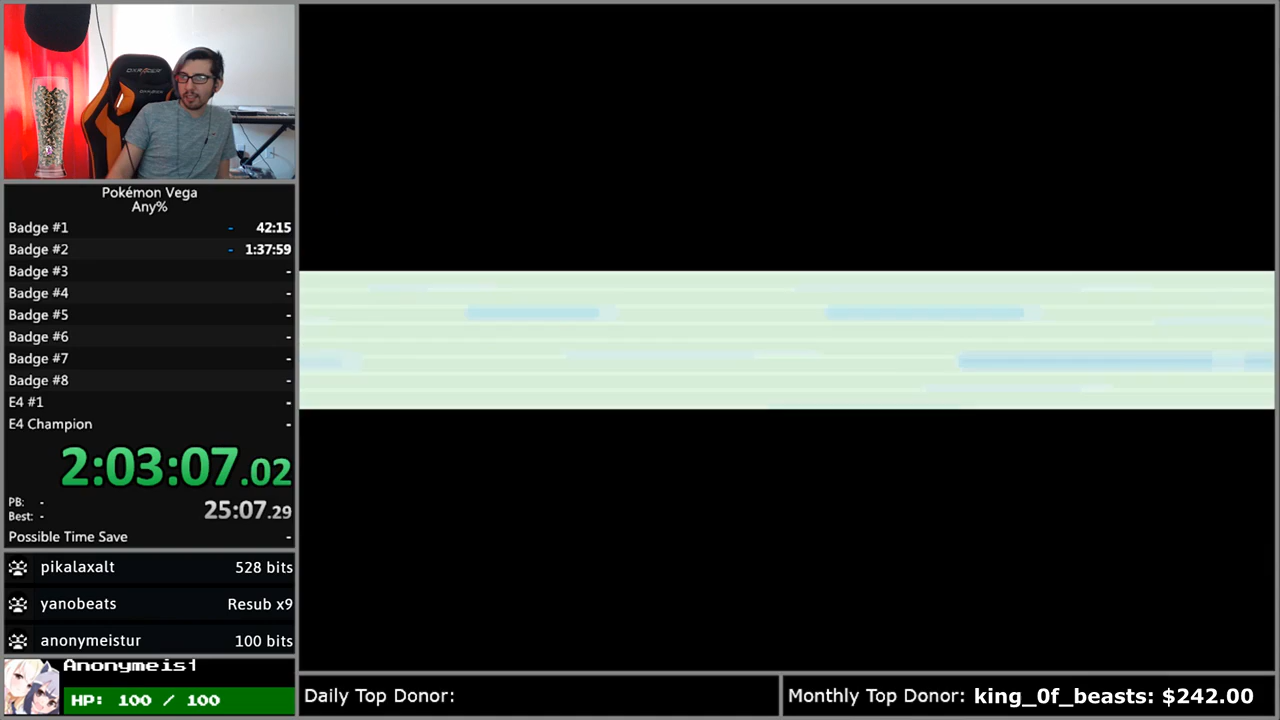 Pokémon Vega
Any%
Badge #1 - 42:15
Badge #2 - 1:37:59
Badge #3 -
Badge #4 -
Badge #5 -
Badge #6 -
Badge #7 -
Badge #8 -
E4 #1 -
E4 Champion -
2:03:07.02
PB: -
25:07.29
Best: -
Possible Time Save -
pikalaxalt 528 bits
yanobeats Resub x9
anonymeistur 100 bits
HP: 100 / 100
Daily Top Donor:
Monthly Top Donor: king_0f_beasts: $242.00